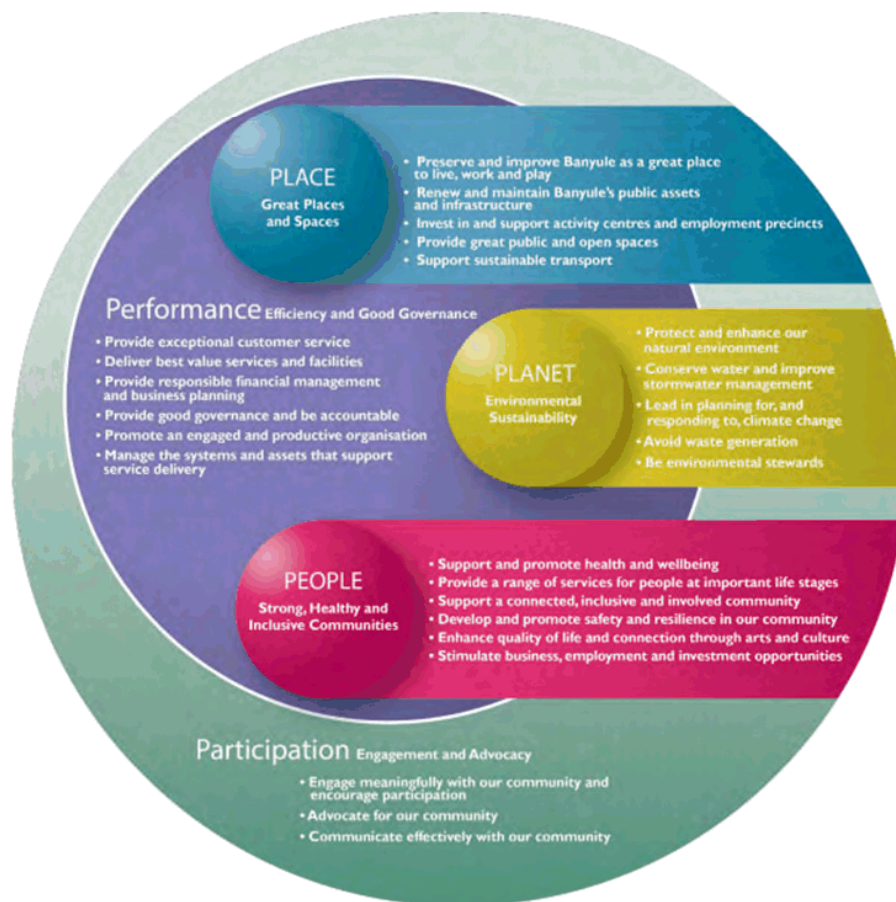 PLACE
Great Places
and Spaces
• Preserve and improve Banyule as a great place
to live, work and play
• Renew and maintain Banyule's public assets
and infrastructure
• Invest in and support activity centres and employment precincts
• Provide great public and open spaces
• Support sustainable transport
Performance Efficiency and Good Governance
• Provide exceptional customer service
• Deliver best value services and facilities
• Provide responsible financial management
and business planning
• Provide good governance and be accountable
• Promote an engaged and productive organisation
• Manage the systems and assets that support
service delivery
PLANET
Environmental
Sustainability
• Protect and enhance our
natural environment
• Conserve water and improve
stormwater management
• Lead in planning for, and
responding to, climate change
• Avoid waste generation
• Be environmental stewards
PEOPLE
Strong, Healthy and
Inclusive Communities
• Support and promote health and wellbeing
• Provide a range of services for people at important life stages
• Support a connected, inclusive and involved community
• Develop and promote safety and resilience in our community
• Enhance quality of life and connection through arts and culture
• Stimulate business, employment and investment opportunities
Participation Engagement and Advocacy
• Engage meaningfully with our community and
encourage participation
• Advocate for our community
• Communicate effectively with our community